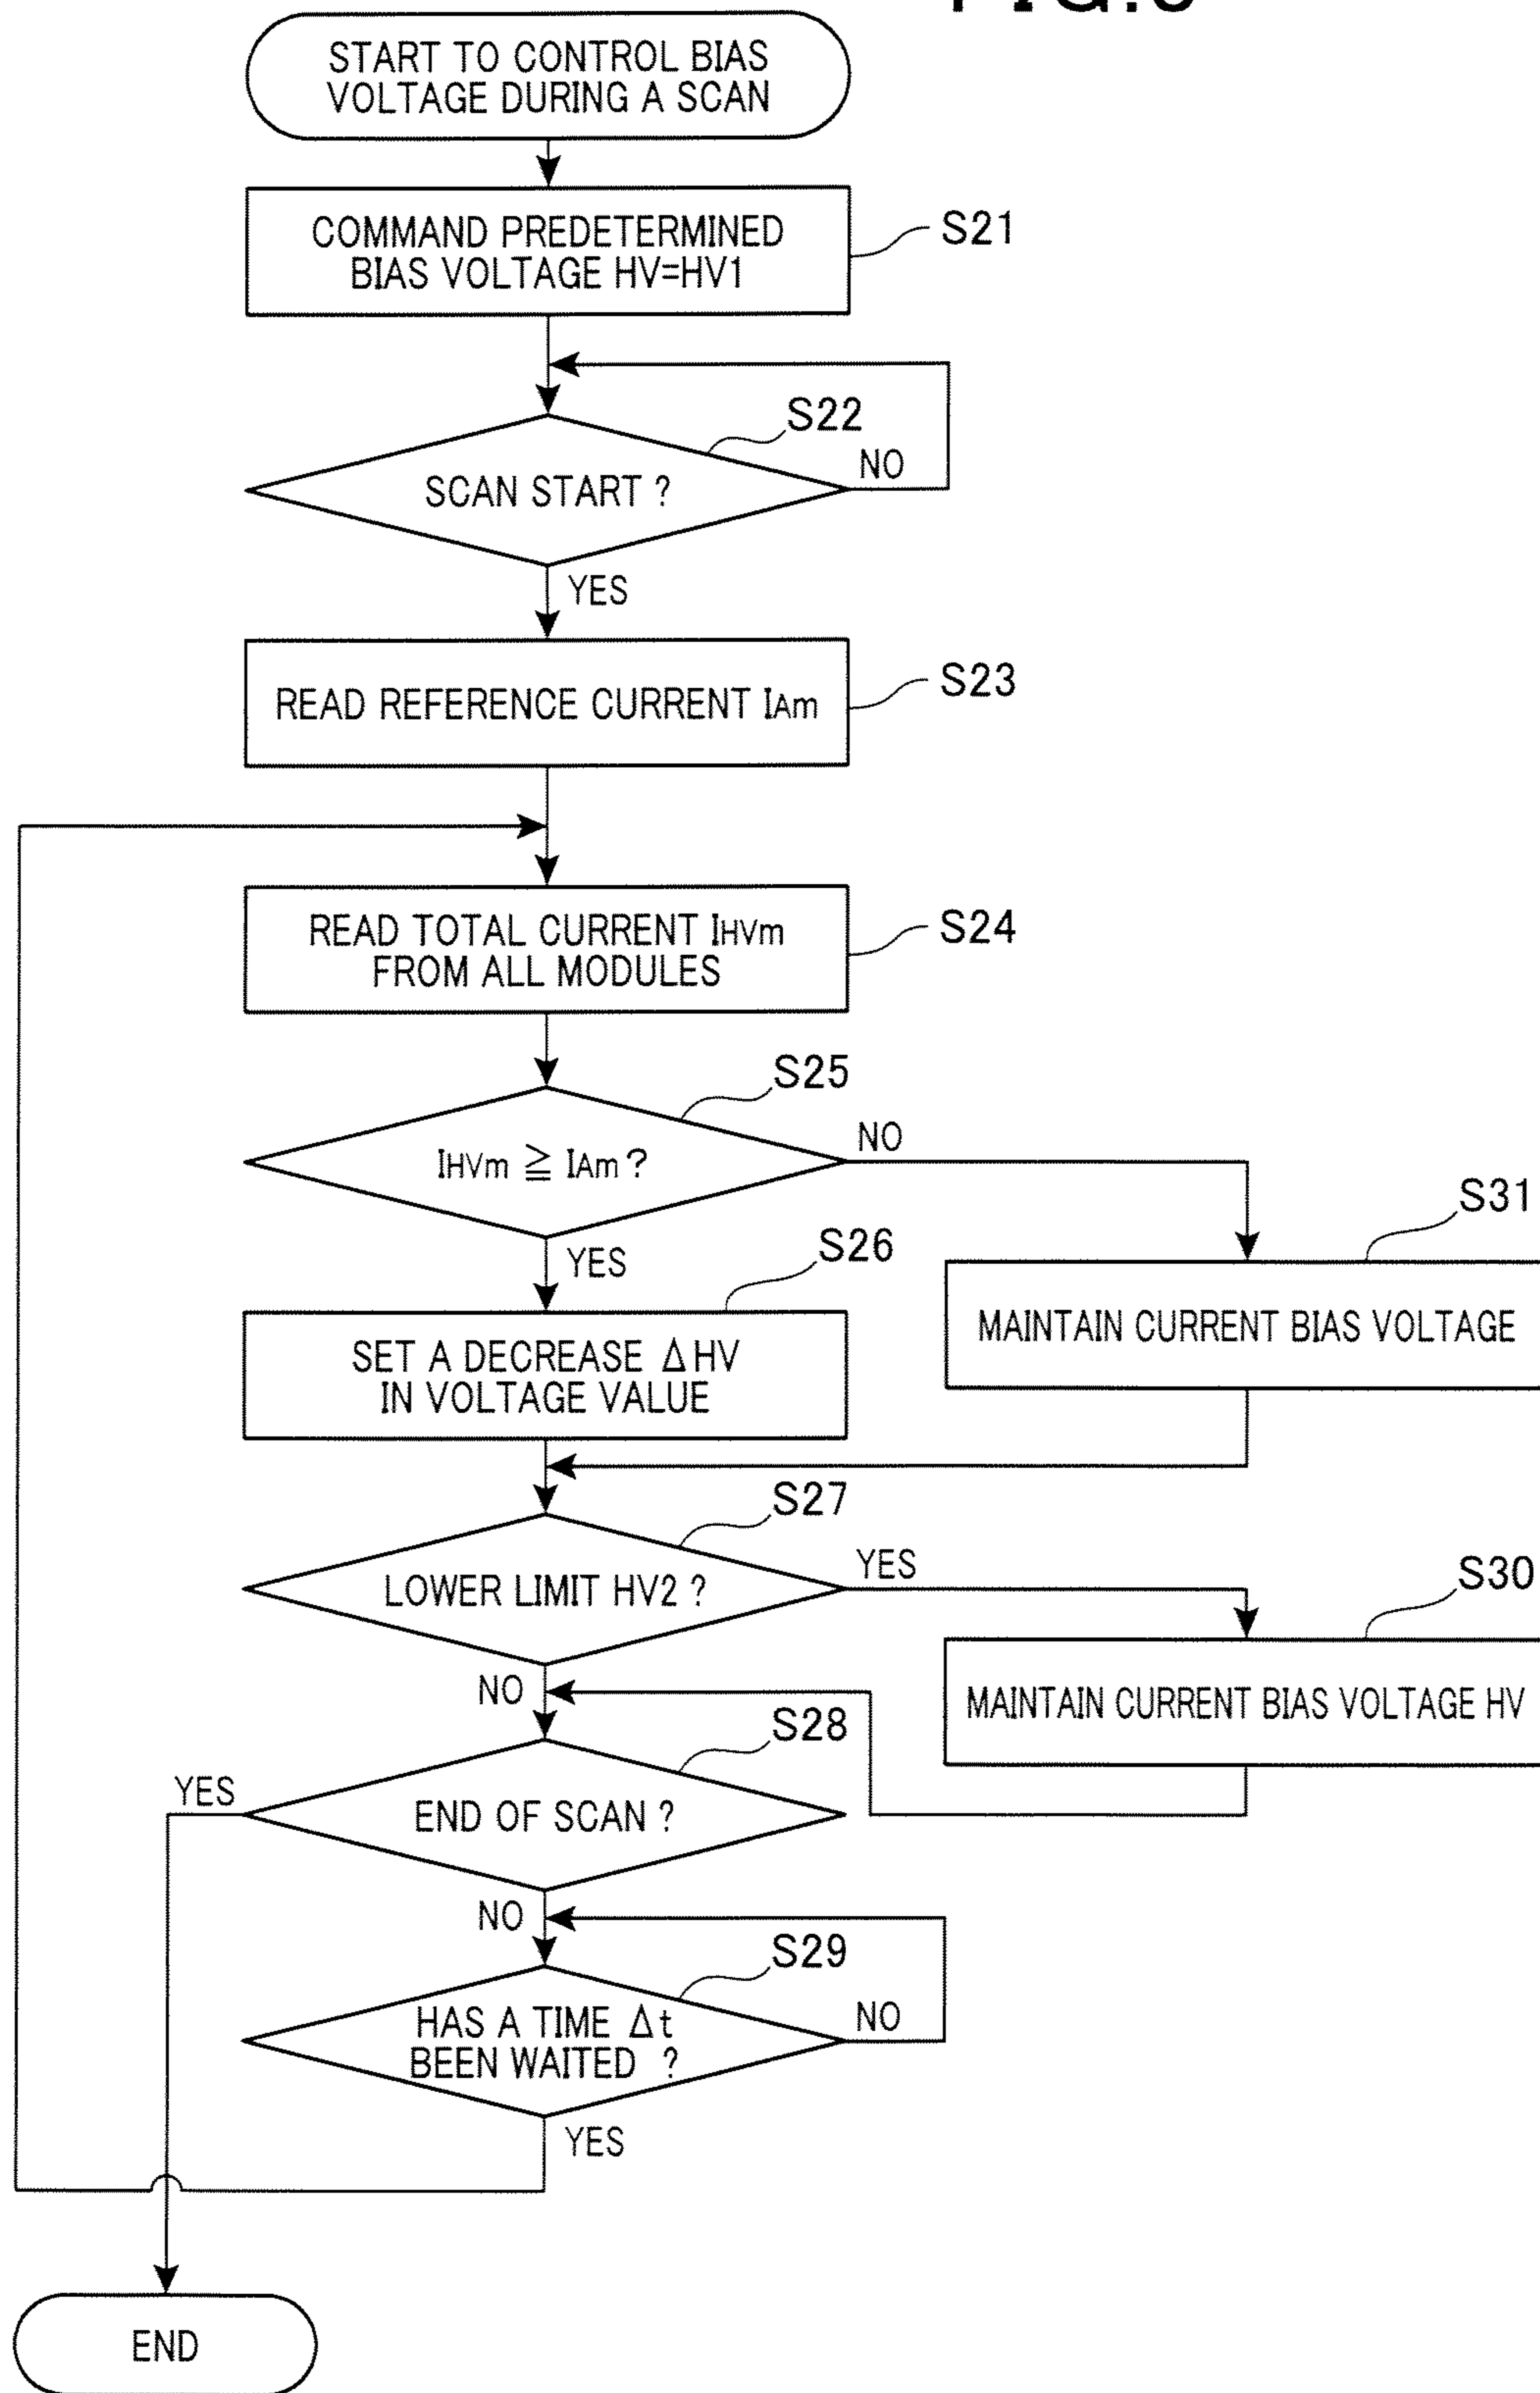 START TO CONTROL BIAS
VOLTAGE DURING A SCAN
COMMAND PREDETERMINED
BIAS VOLTAGE HV=HV1
S21
S22
SCAN START ?
NO
YES
READ REFERENCE CURRENT IAm
S23
READ TOTAL CURRENT IHVm
FROM ALL MODULES
S24
S25
IHVm ≧ IAm ?
NO
YES
S26
S31
SET A DECREASE ΔHV
IN VOLTAGE VALUE
MAINTAIN CURRENT BIAS VOLTAGE
S27
LOWER LIMIT HV2 ?
YES
S30
NO
MAINTAIN CURRENT BIAS VOLTAGE HV
S28
YES
END OF SCAN ?
NO
S29
HAS A TIME Δt
BEEN WAITED ?
NO
YES
END